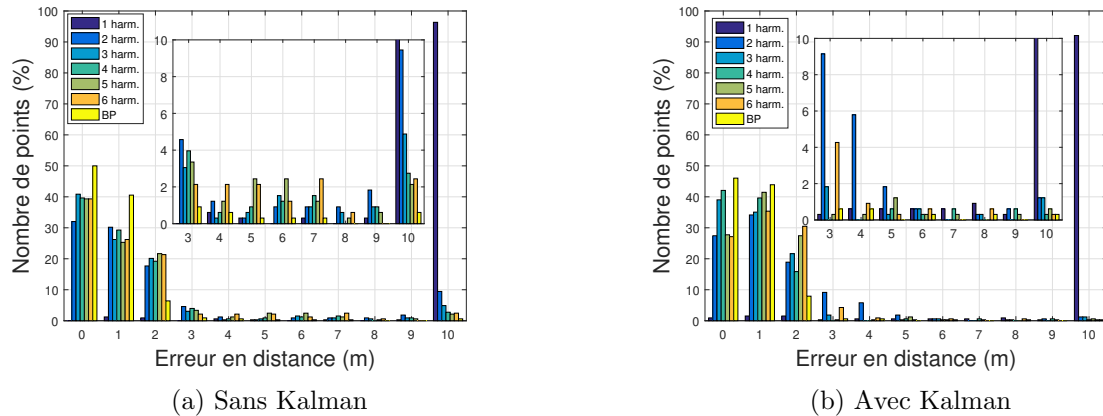 100
90
80
70
60
50
40
30
20
10
0
Nombre de points (%)
1 harm.
2 harm.
3 harm.
4 harm.
5 harm.
6 harm.
BP
10
8
6
4
2
0
3 4 5 6 7 8 9 10
0 1 2 3 4 5 6 7 8 9 10
Erreur en distance (m)
(a) Sans Kalman
100
90
80
70
60
50
40
30
20
10
0
Nombre de points (%)
1 harm.
2 harm.
3 harm.
4 harm.
5 harm.
6 harm.
BP
10
8
6
4
2
0
3 4 5 6 7 8 9 10
0 1 2 3 4 5 6 7 8 9 10
Erreur en distance (m)
(b) Avec Kalman